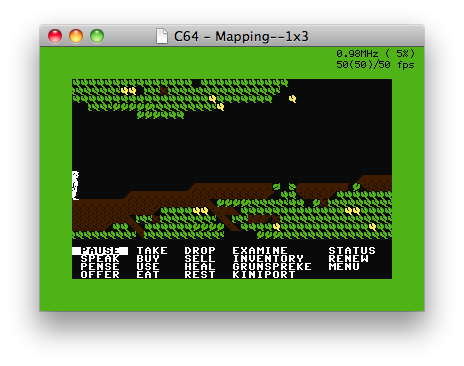 C64 - Mapping--1x3
0.98MHz ( 5%)
50(50)/50 fps
PAUSE TAKE DROP EXAMINE STATUS
SPEAK BUY SELL INVENTORY RENEW
PENSE USE HEAL GRUNSPREKE MENU
OFFER EAT REST KINIPORT